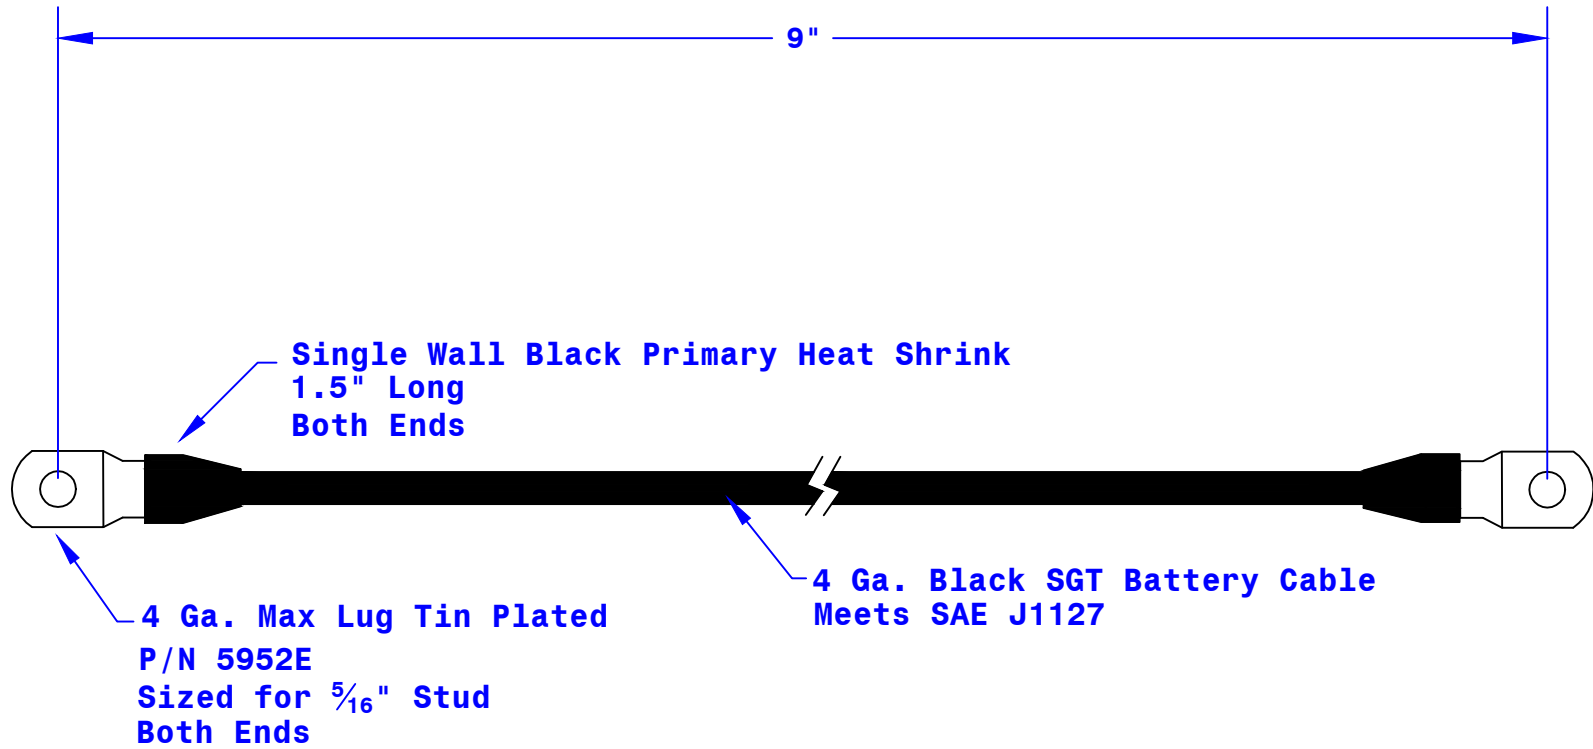 9"
Single Wall Black Primary Heat Shrink
1.5" Long
Both Ends
4 Ga. Black SGT Battery Cable
Meets SAE J1127
4 Ga. Max Lug Tin Plated
P/N 5952E
Sized for 5⁄16" Stud
Both Ends